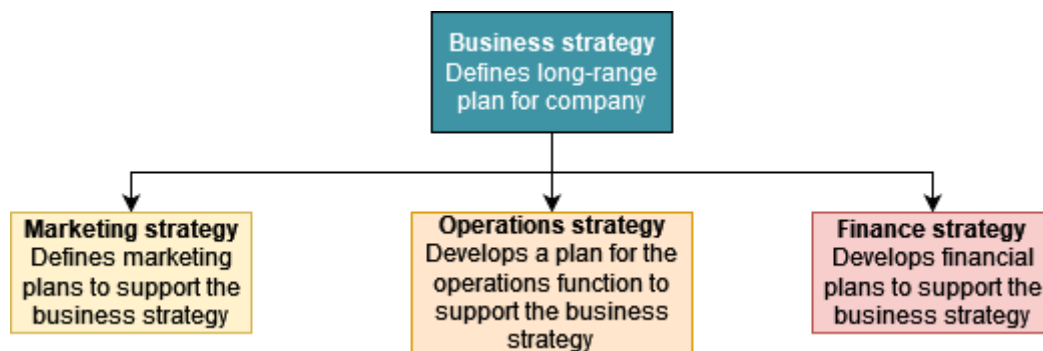 Business strategy
Defines long-range
plan for company
Marketing strategy
Defines marketing
plans to support the
business strategy
Operations strategy
Develops a plan for the
operations function to
support the business
strategy
Finance strategy
Develops financial
plans to support the
business strategy